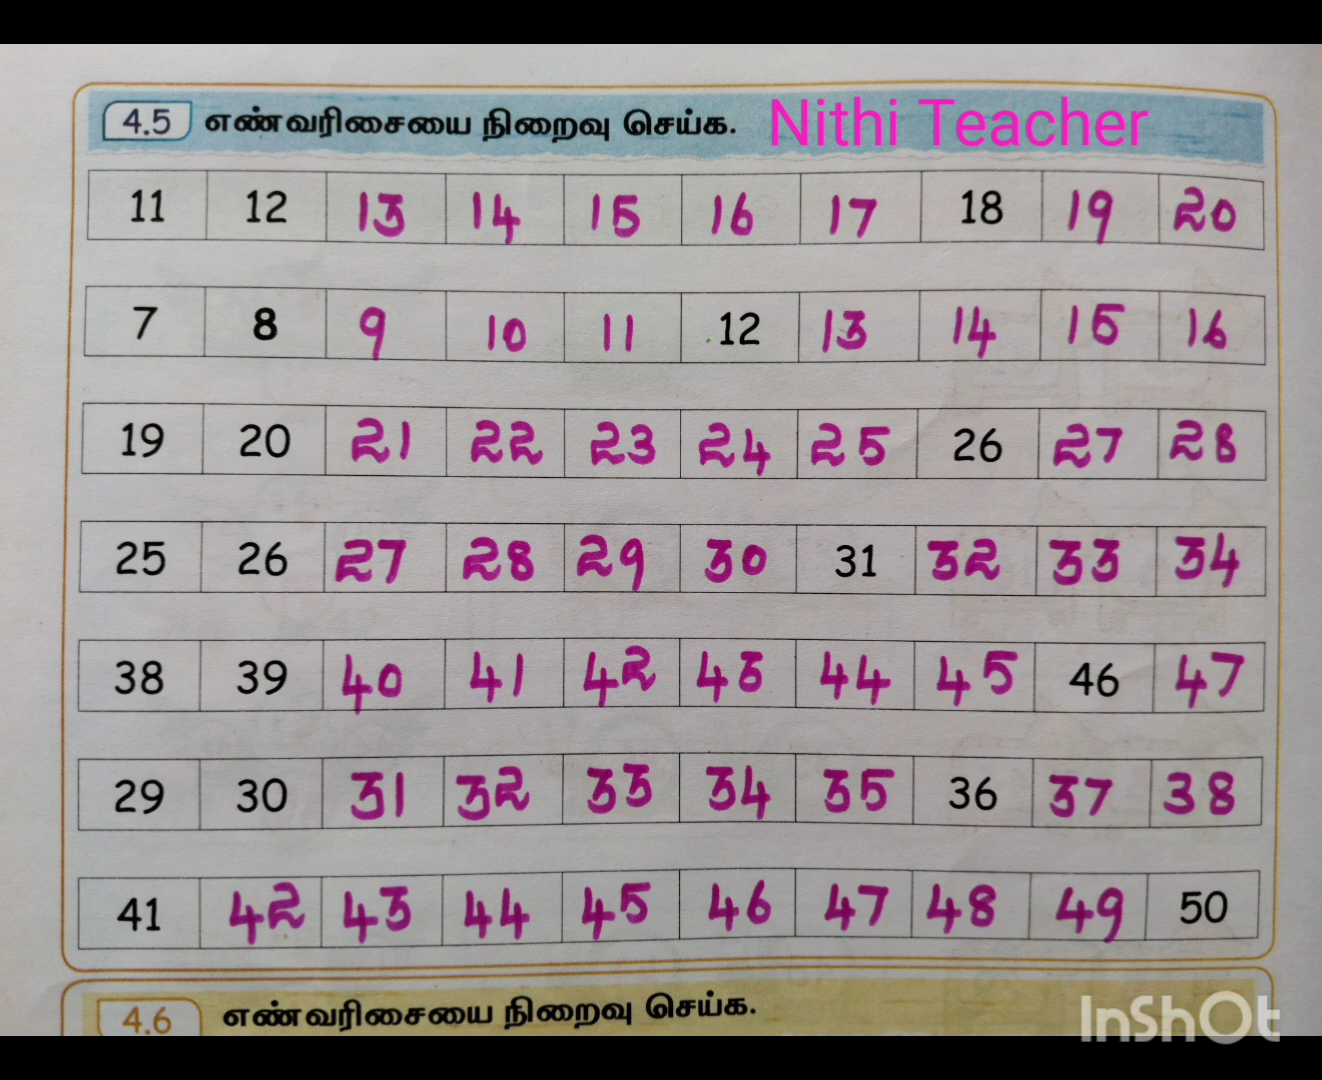 4.5 எண்வரிசையை நிறைவு செய்க. Nithi Teacher
11 12 13 14 15 16 17 18 19 20
7 8 9 10 11 12 13 14 15 16
19 20 21 22 23 24 25 26 27 28
25 26 27 28 29 30 31 32 33 34
38 39 40 41 42 43 44 45 46 47
29 30 31 32 33 34 35 36 37 38
41 42 43 44 45 46 47 48 49 50
4.6 எண்வரிசையை நிறைவு செய்க.
InShOt